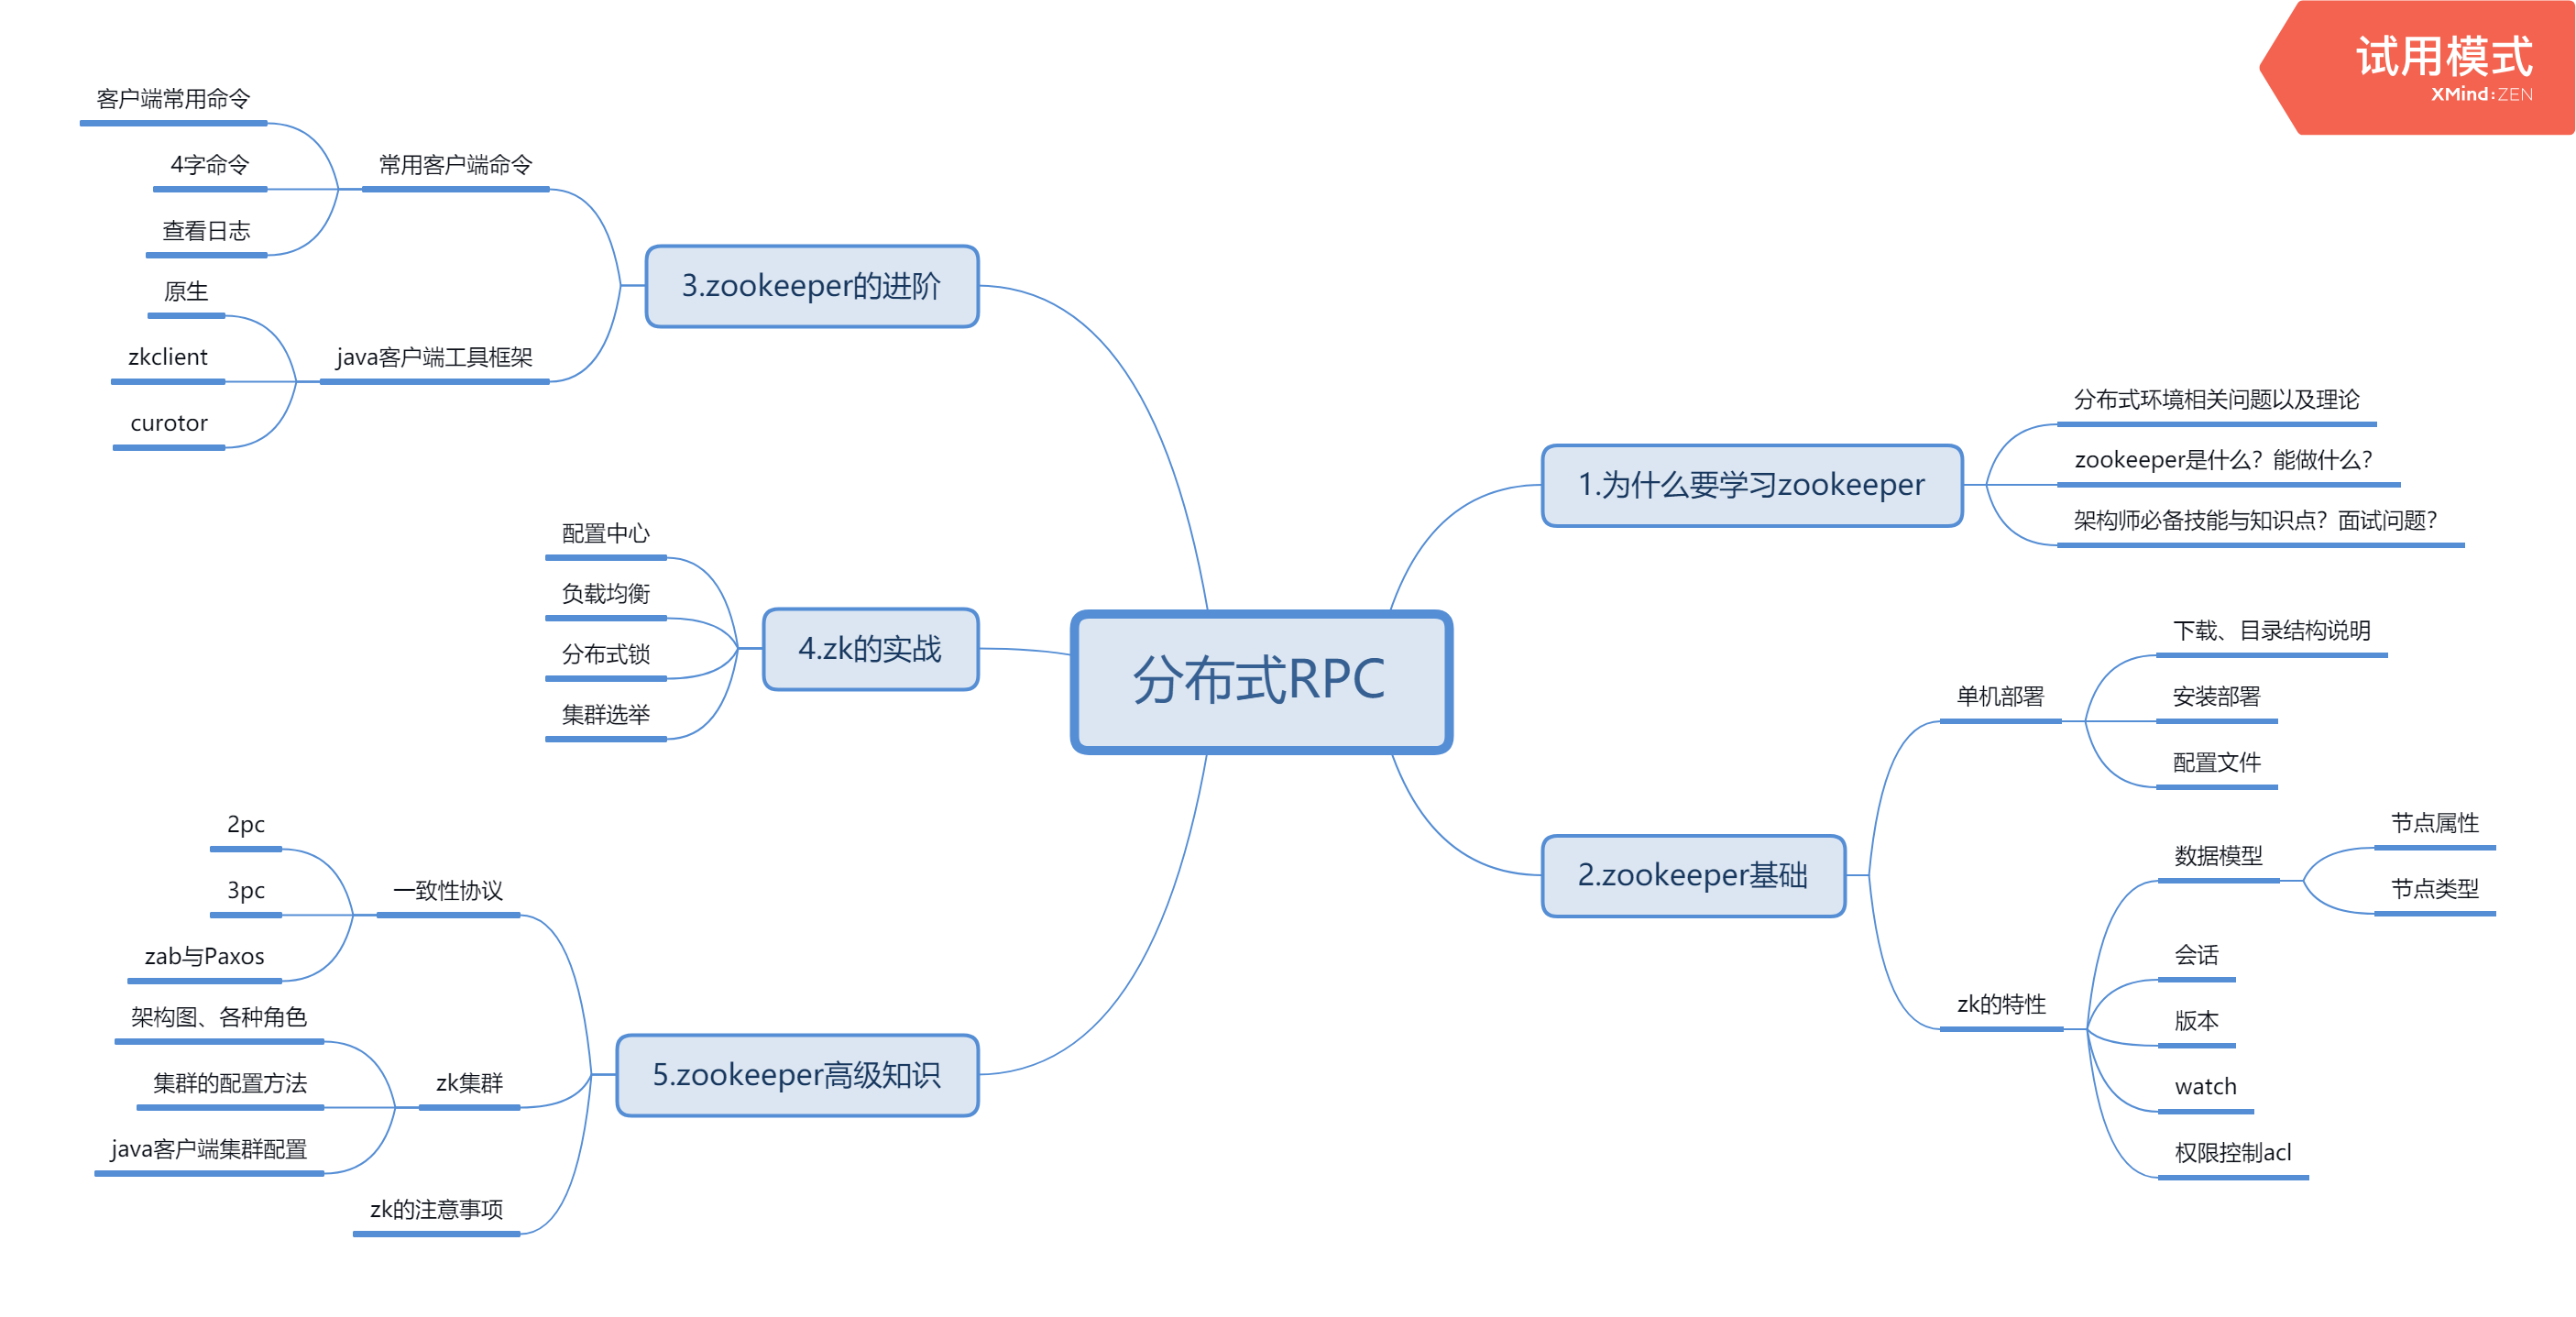 试用模式
XMind:ZEN
分布式RPC
1.为什么要学习zookeeper
分布式环境相关问题以及理论
zookeeper是什么？能做什么？
架构师必备技能与知识点？面试问题？
2.zookeeper基础
单机部署
下载、目录结构说明
安装部署
配置文件
zk的特性
数据模型
节点属性
节点类型
会话
版本
watch
权限控制acl
3.zookeeper的进阶
常用客户端命令
客户端常用命令
4字命令
查看日志
java客户端工具框架
原生
zkclient
curotor
4.zk的实战
配置中心
负载均衡
分布式锁
集群选举
5.zookeeper高级知识
一致性协议
2pc
3pc
zab与Paxos
zk集群
架构图、各种角色
集群的配置方法
java客户端集群配置
zk的注意事项